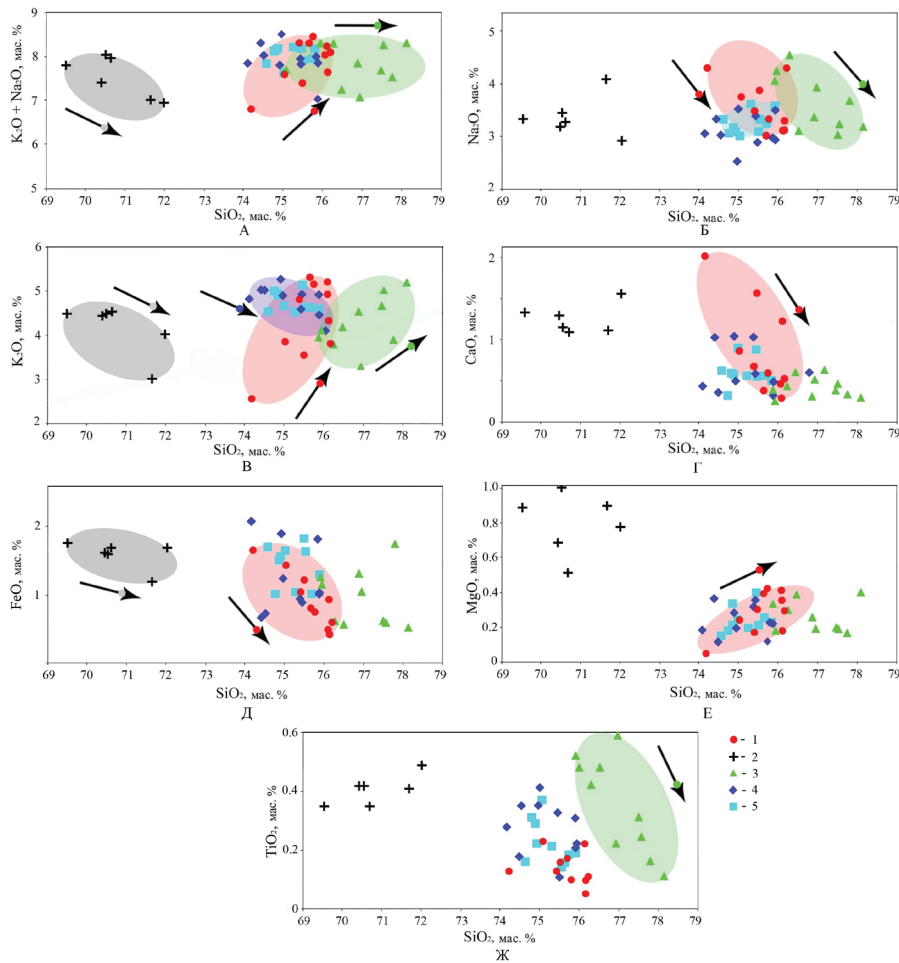 9
8
7
6
5
K₂O + Na₂O, мас. %
69 70 71 72 73 74 75 76 77 78 79
SiO₂, мас. %
А
5
4
3
2
Na₂O, мас. %
69 70 71 72 73 74 75 76 77 78 79
SiO₂, мас. %
Б
6
5
4
3
2
K₂O, мас. %
69 70 71 72 73 74 75 76 77 78 79
SiO₂, мас. %
В
2
1
0
CaO, мас. %
69 70 71 72 73 74 75 76 77 78 79
SiO₂, мас. %
Г
2
1
FeO, мас. %
69 70 71 72 73 74 75 76 77 78 79
SiO₂, мас. %
Д
1.0
0.8
0.6
0.4
0.2
0.0
MgO, мас. %
69 70 71 72 73 74 75 76 77 78 79
SiO₂, мас. %
Е
0.6
0.4
0.2
0
TiO₂, мас. %
69 70 71 72 73 74 75 76 77 78 79
SiO₂, мас. %
Ж
- 1
- 2
- 3
- 4
- 5